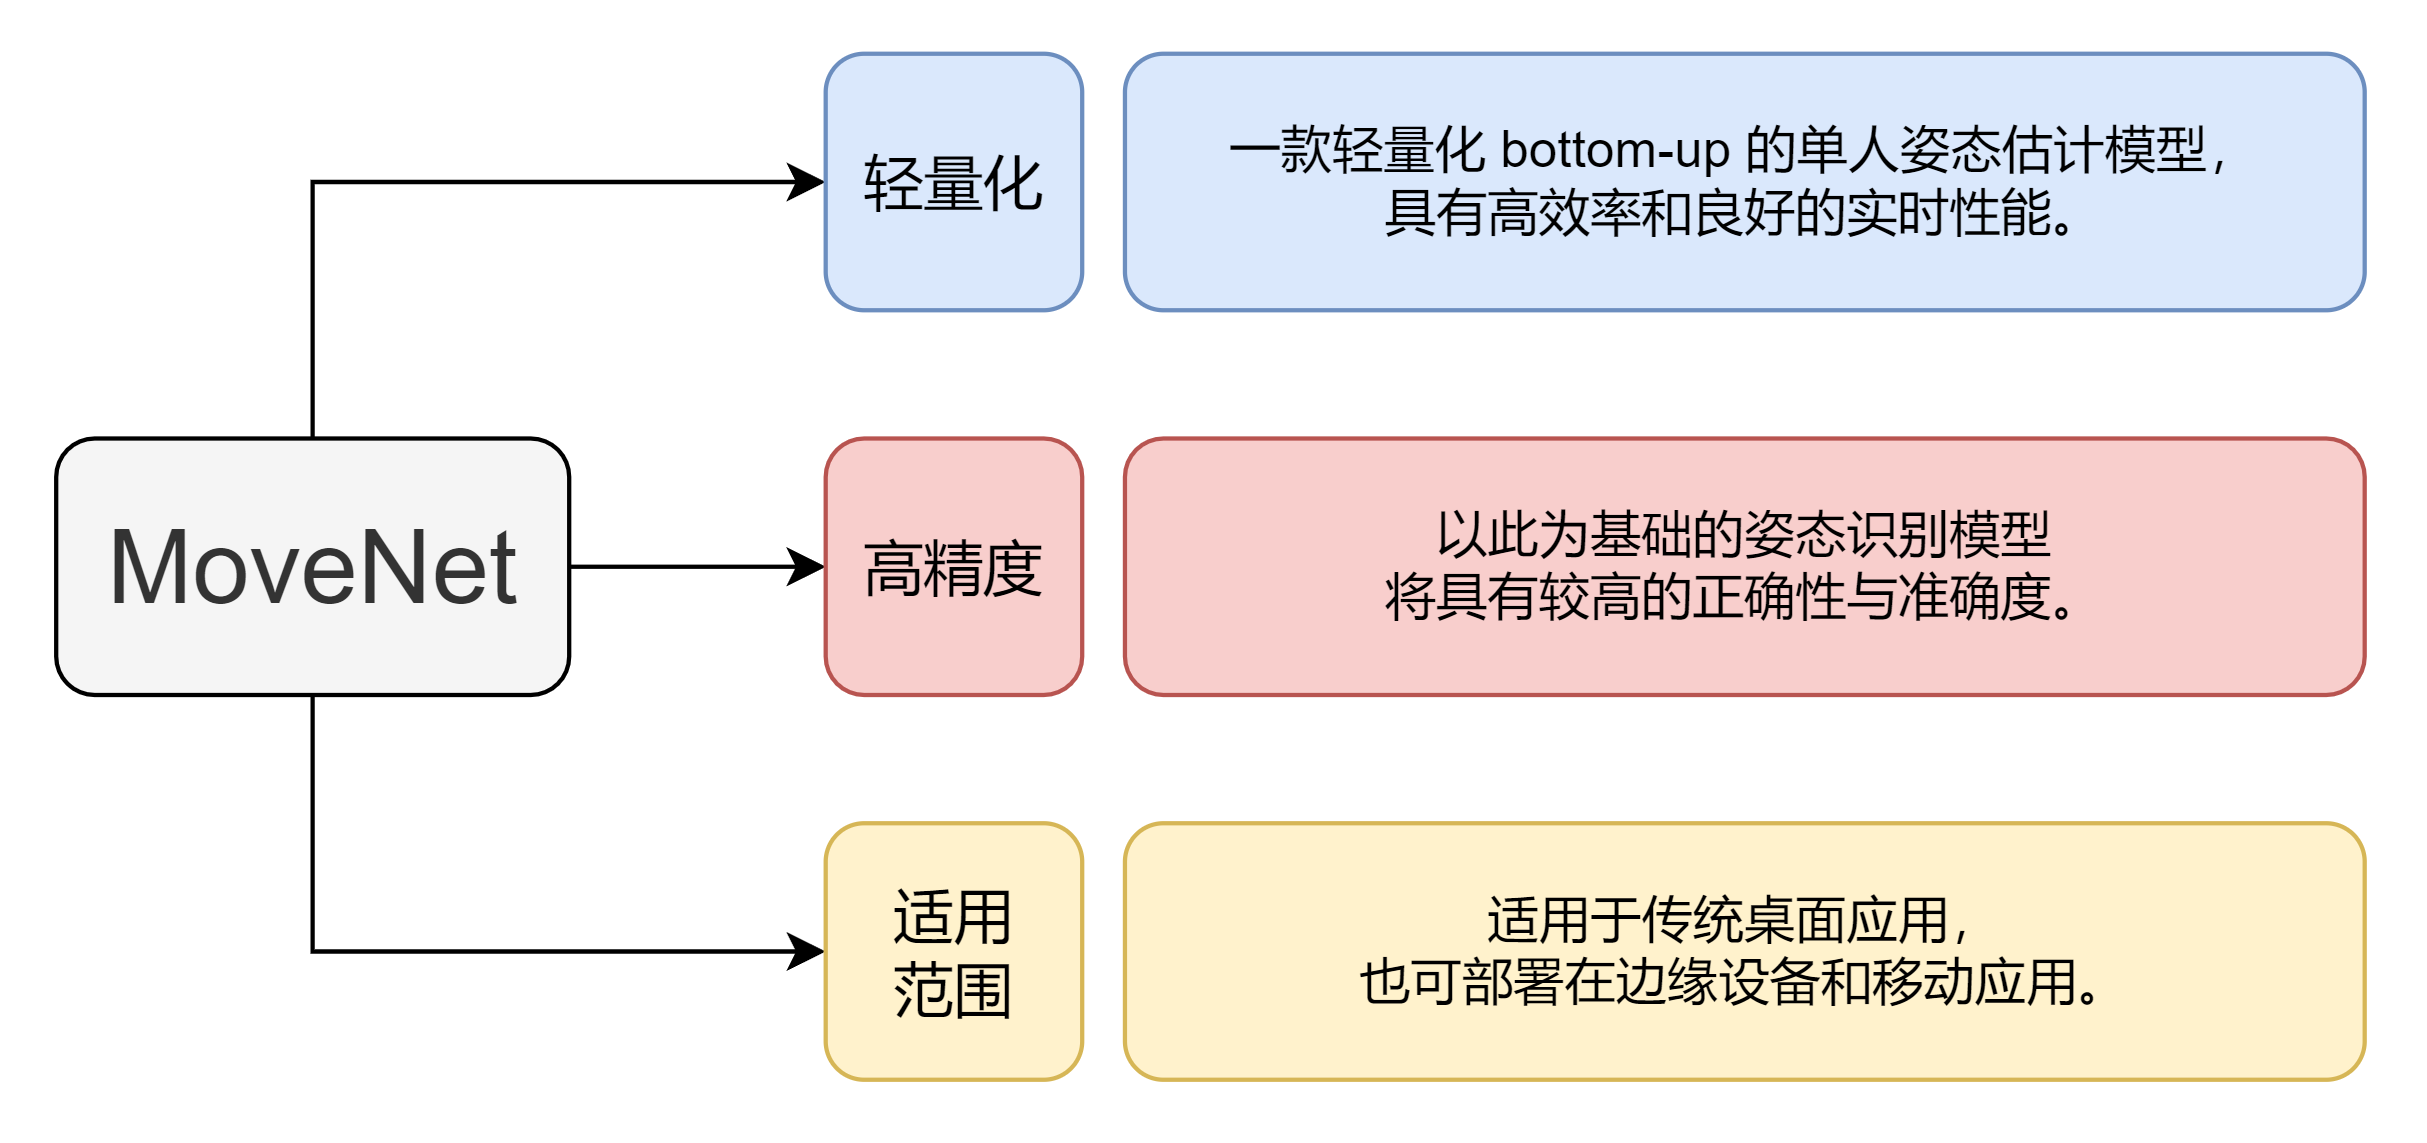 轻量化
一款轻量化 bottom-up 的单人姿态估计模型，
具有高效率和良好的实时性能。
MoveNet
高精度
以此为基础的姿态识别模型
将具有较高的正确性与准确度。
适用
范围
适用于传统桌面应用，
也可部署在边缘设备和移动应用。